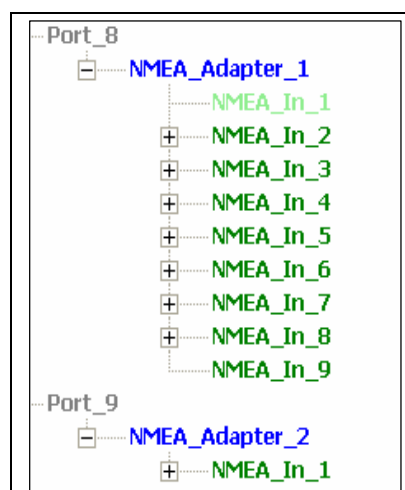 Port_8
NMEA_Adapter_1
NMEA_In_1
NMEA_In_2
NMEA_In_3
NMEA_In_4
NMEA_In_5
NMEA_In_6
NMEA_In_7
NMEA_In_8
NMEA_In_9
Port_9
NMEA_Adapter_2
NMEA_In_1